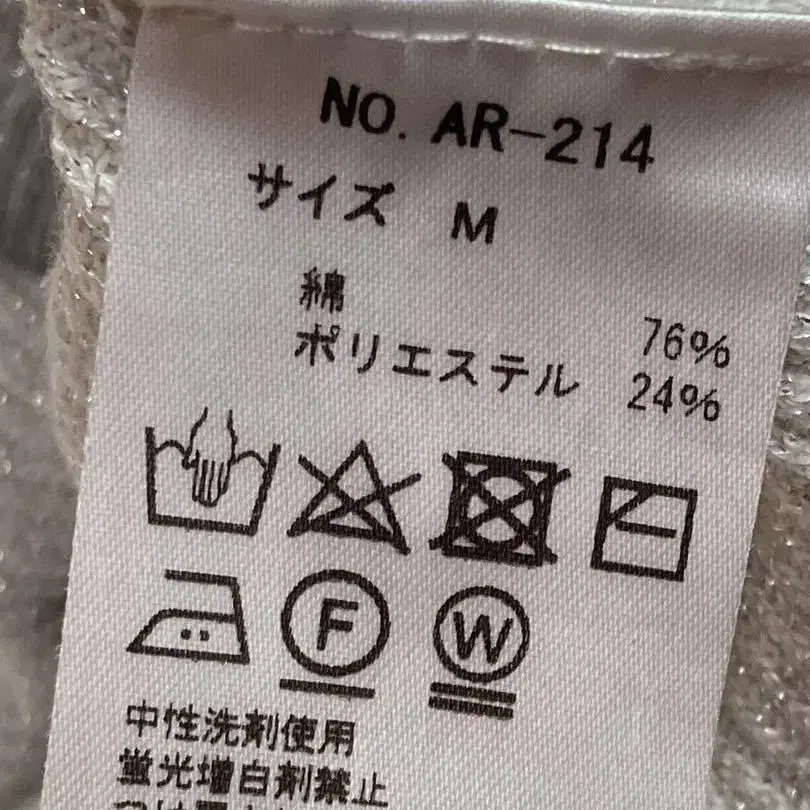 NO. AR-214
サイズ M
綿 76%
ポリエステル 24%
F W
中性洗剤使用
蛍光増白剤禁止